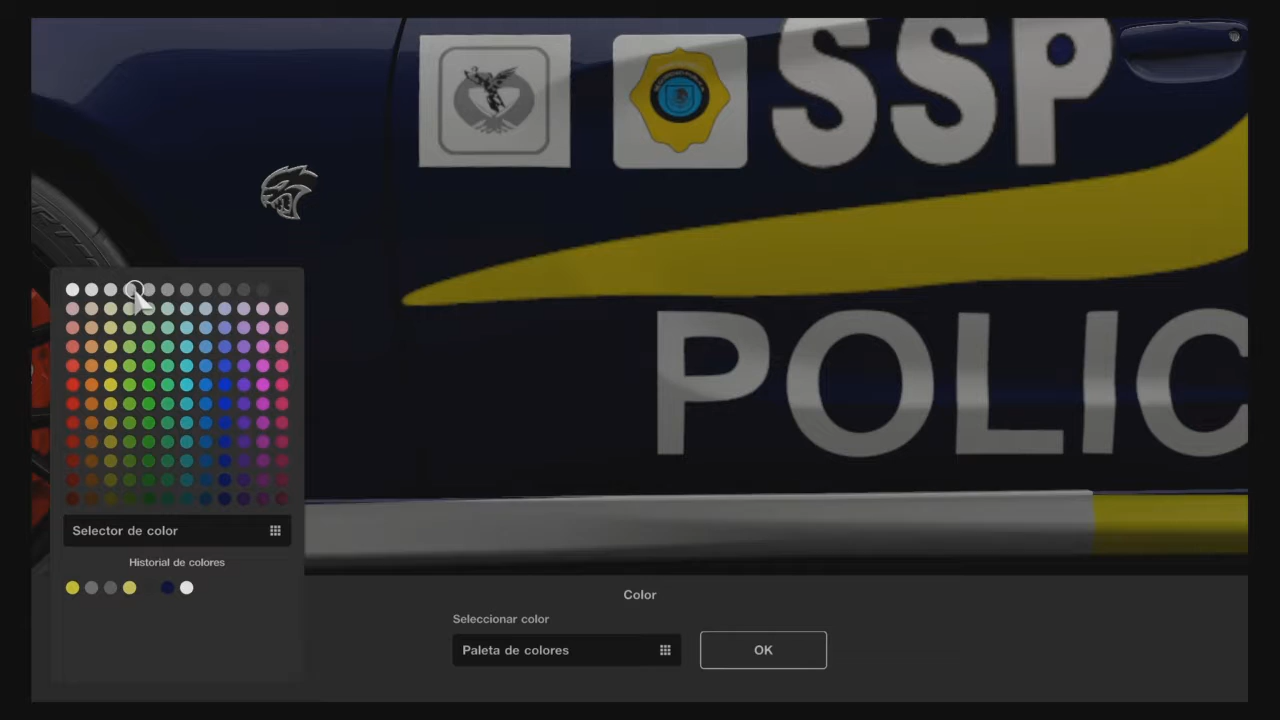 SSP
POLIC
Selector de color
Historial de colores
Color
Seleccionar color
Paleta de colores
OK